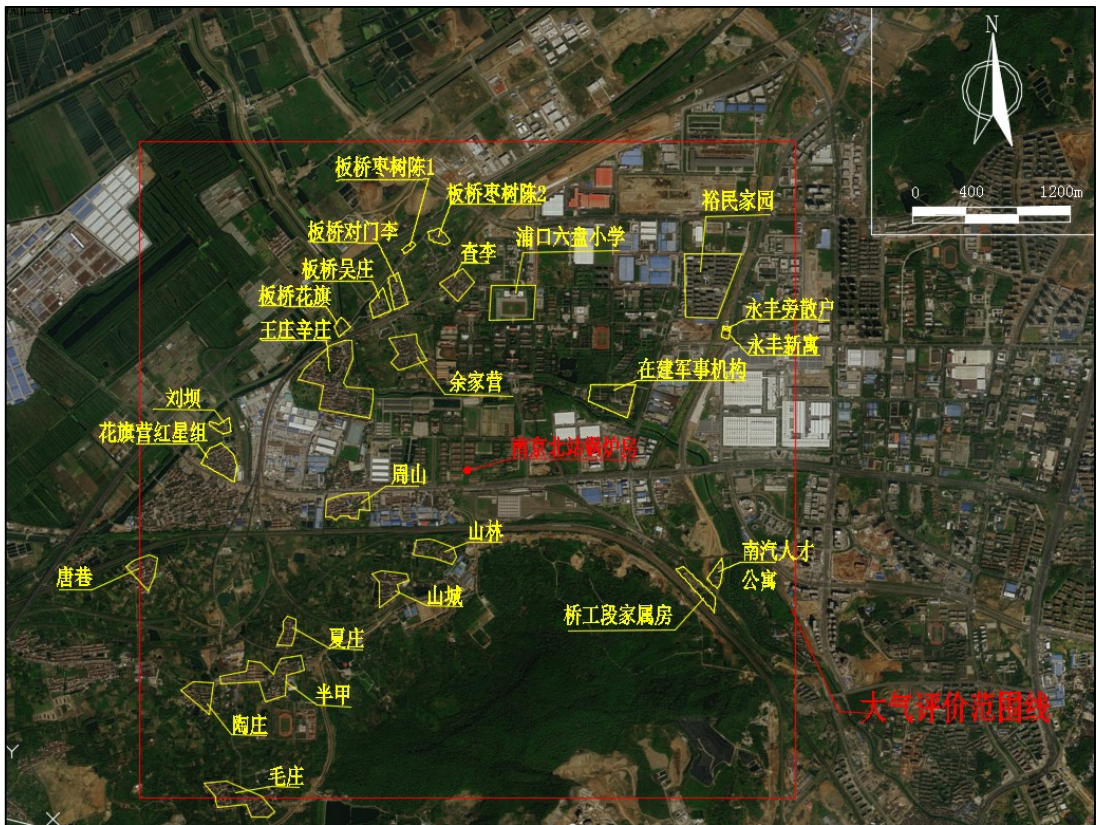 N
0 400 1200m
板桥枣树陈1
板桥枣树陈2
裕民家园
板桥对门李
浦口六盘小学
查李
板桥吴庄
板桥花旗
永丰旁散户
王庄辛庄
永丰新寓
在建军事机构
余家营
刘坝
花旗营红星组
南京北站锅炉房
周山
山林
唐巷
南汽人才
公寓
山城
桥工段家属房
夏庄
半甲
大气评价范围线
陶庄
毛庄
Y
X